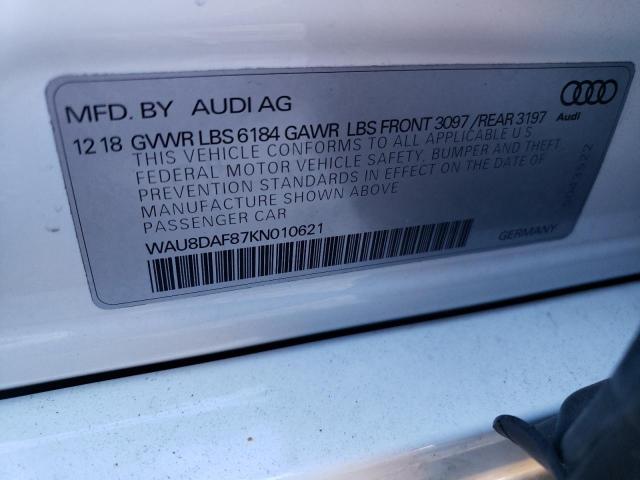 MFD. BY AUDI AG
Audi
12 18 GVWR LBS 6184 GAWR LBS FRONT 3097 /REAR 3197
THIS VEHICLE CONFORMS TO ALL APPLICABLE U S
FEDERAL MOTOR VEHICLE SAFETY, BUMPER AND THEFT
PREVENTION STANDARDS IN EFFECT ON THE DATE OF
MANUFACTURE SHOWN ABOVE
PASSENGER CAR
WAU8DAF87KN010621
GERMANY